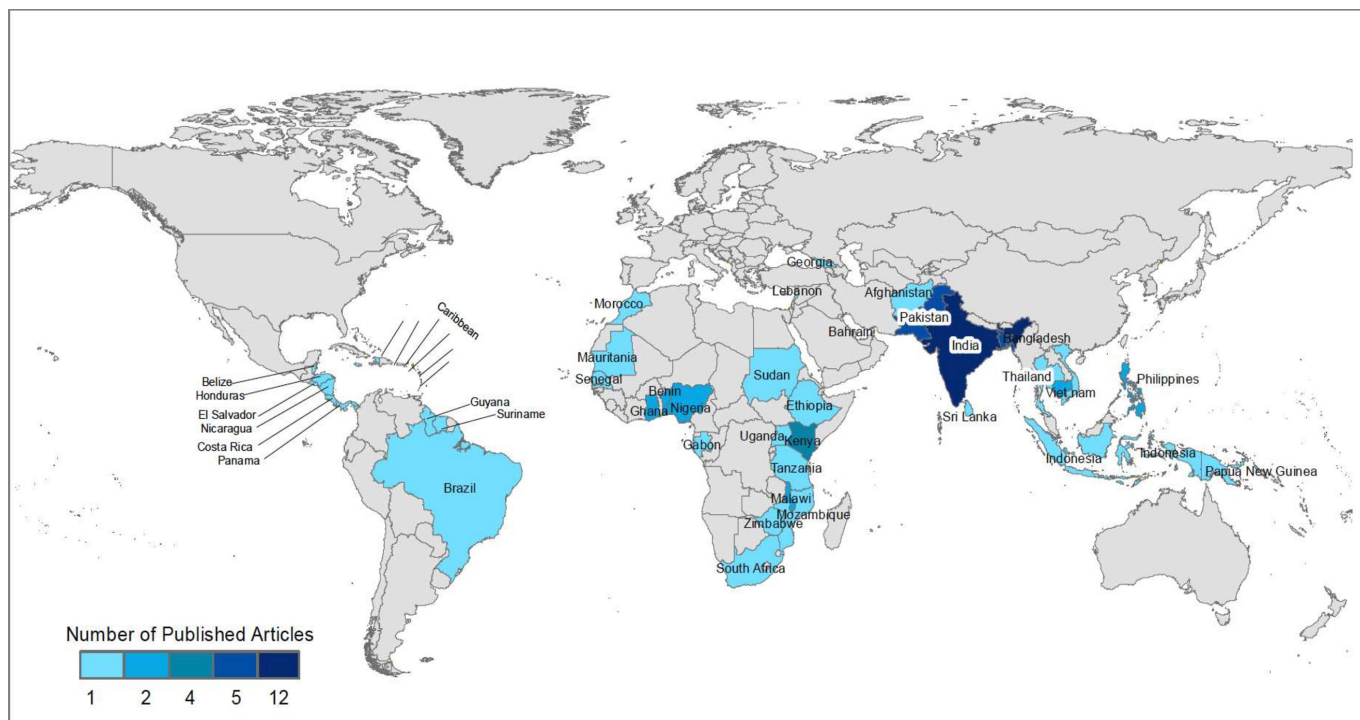 Georgia
Lebanon
Afghanistan
Morocco
Caribbean
Pakistan
Bahrain
Bangladesh
India
Mauritania
Senegal
Sudan
Thailand
Philippines
Belize
Honduras
Benin
Viet nam
Ghana
Nigeria
Ethiopia
El Salvador
Guyana
Sri Lanka
Nicaragua
Suriname
Uganda
Kenya
Gabon
Costa Rica
Indonesia
Indonesia
Panama
Tanzania
Papua New Guinea
Brazil
Malawi
Mozambique
Zimbabwe
South Africa
Number of Published Articles
1 2 4 5 12